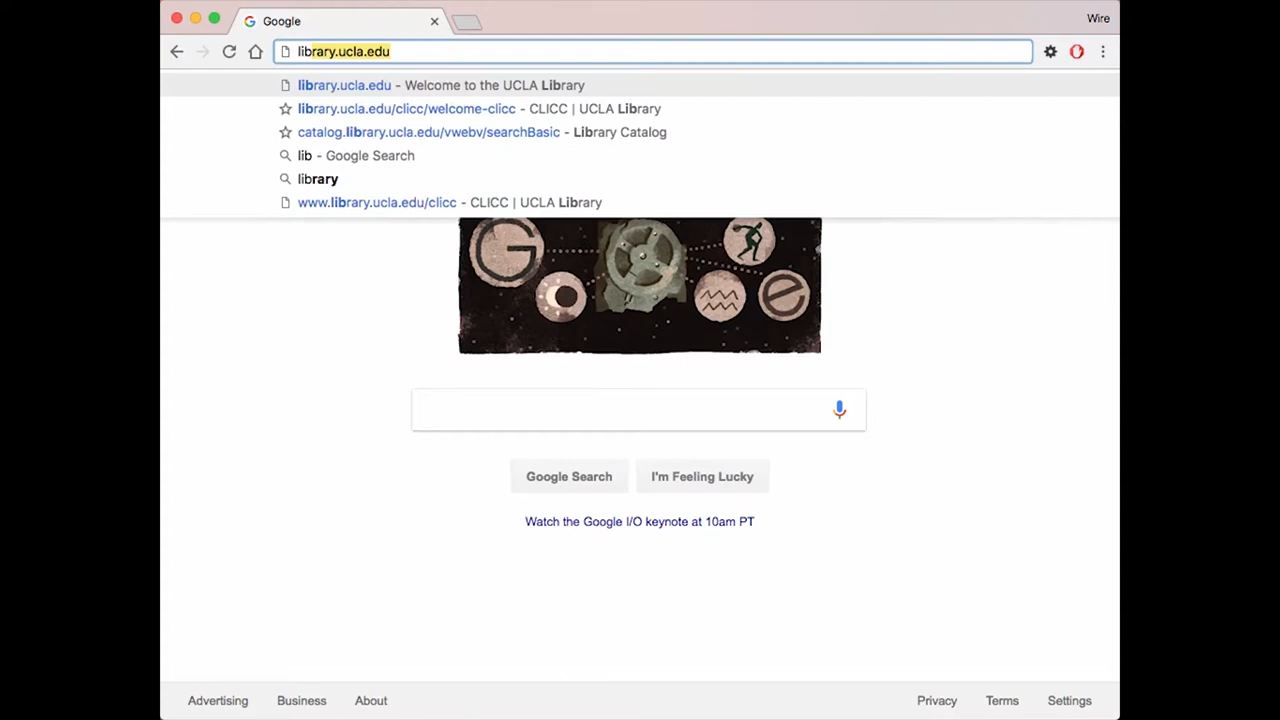 Google
Wire
library.ucla.edu
library.ucla.edu - Welcome to the UCLA Library
library.ucla.edu/clicc/welcome-clicc - CLICC | UCLA Library
catalog.library.ucla.edu/vwebv/searchBasic - Library Catalog
lib - Google Search
library
www.library.ucla.edu/clicc - CLICC | UCLA Library
G e
Google Search
I'm Feeling Lucky
Watch the Google I/O keynote at 10am PT
Advertising Business About
Privacy Terms Settings